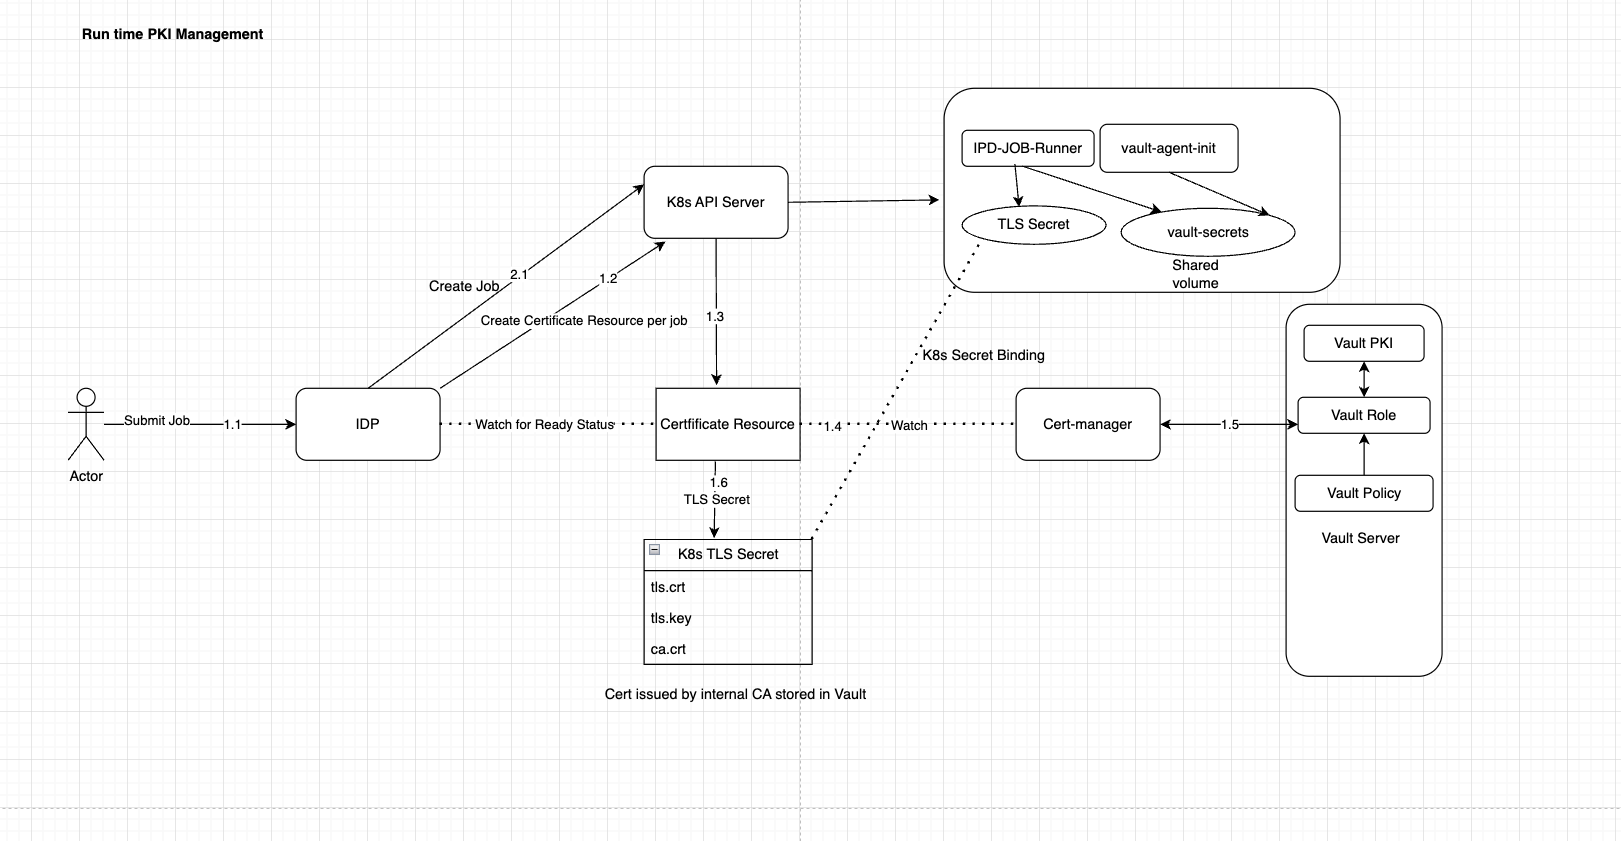 Run time PKI Management
IPD-JOB-Runner
vault-agent-init
K8s API Server
TLS Secret
vault-secrets
Shared
volume
2.1
Create Job
1.2
Create Certificate Resource per job
1.3
K8s Secret Binding
Vault PKI
Submit Job
1.1
IDP
Watch for Ready Status
Certfificate Resource
1.4
Watch
Cert-manager
1.5
Vault Role
Actor
1.6
TLS Secret
Vault Policy
Vault Server
K8s TLS Secret
tls.crt
tls.key
ca.crt
Cert issued by internal CA stored in Vault